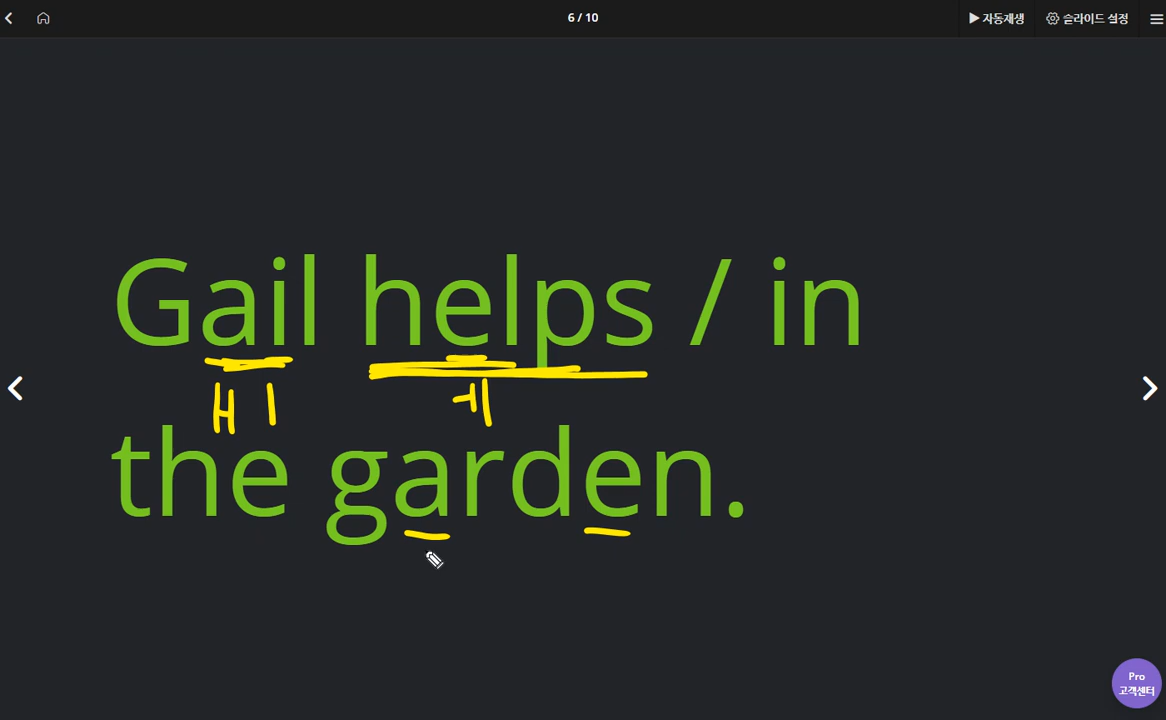 6 / 10
▶ 자동재생
슬라이드 설정
Gail helps / in
ㅐㅣ ㅔ
the garden.
Pro
고객센터